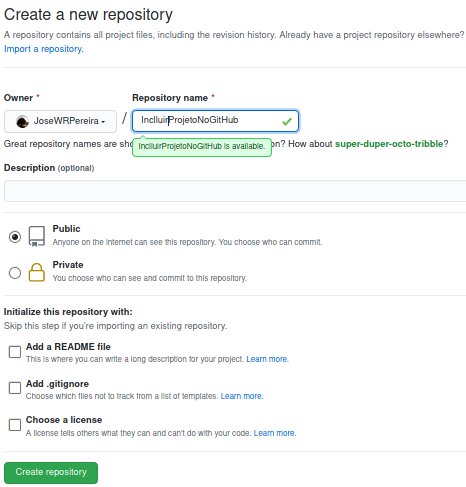 Create a new repository
A repository contains all project files, including the revision history. Already have a project repository elsewhere?
Import a repository.
Owner * Repository name *
JoseWRPereira / InclluirProjetoNoGitHub
Great repository names are sho on? How about super-duper-octo-tribble?
InclluirProjetoNoGitHub is available.
Description (optional)
Public
Anyone on the internet can see this repository. You choose who can commit.
Private
You choose who can see and commit to this repository.
Initialize this repository with:
Skip this step if you're importing an existing repository.
Add a README file
This is where you can write a long description for your project. Learn more.
Add .gitignore
Choose which files not to track from a list of templates. Learn more.
Choose a license
A license tells others what they can and can't do with your code. Learn more.
Create repository